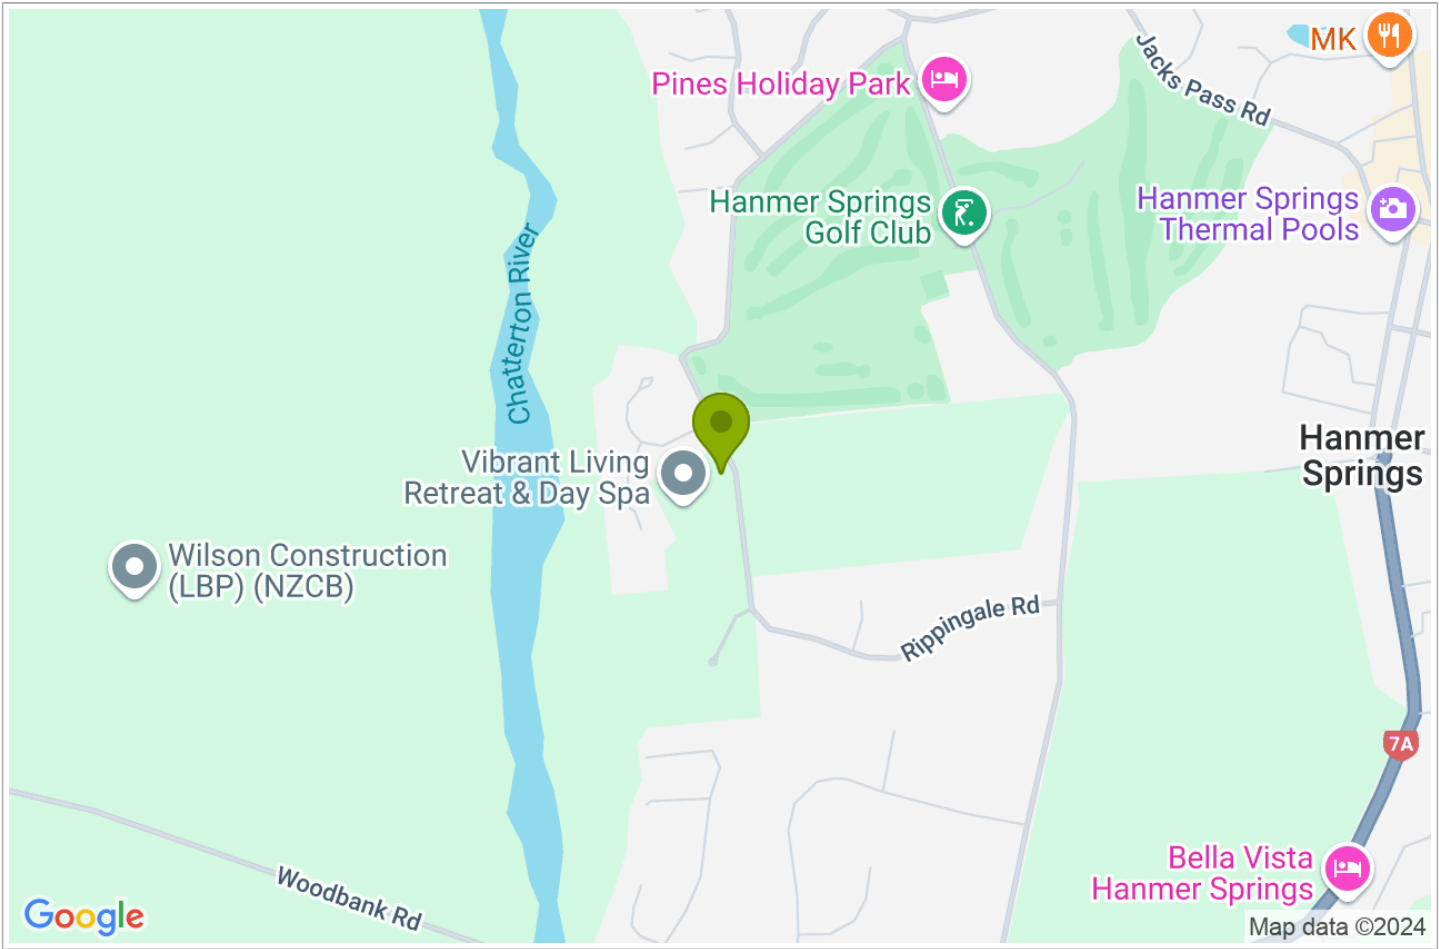 MK
Jacks Pass Rd
Pines Holiday Park
Hanmer Springs
Golf Club
Hanmer Springs
Thermal Pools
Chatterton River
Hanmer
Springs
Vibrant Living
Retreat & Day Spa
Wilson Construction
(LBP) (NZCB)
Rippingale Rd
7A
Bella Vista
Hanmer Springs
Woodbank Rd
Google
Map data ©2024